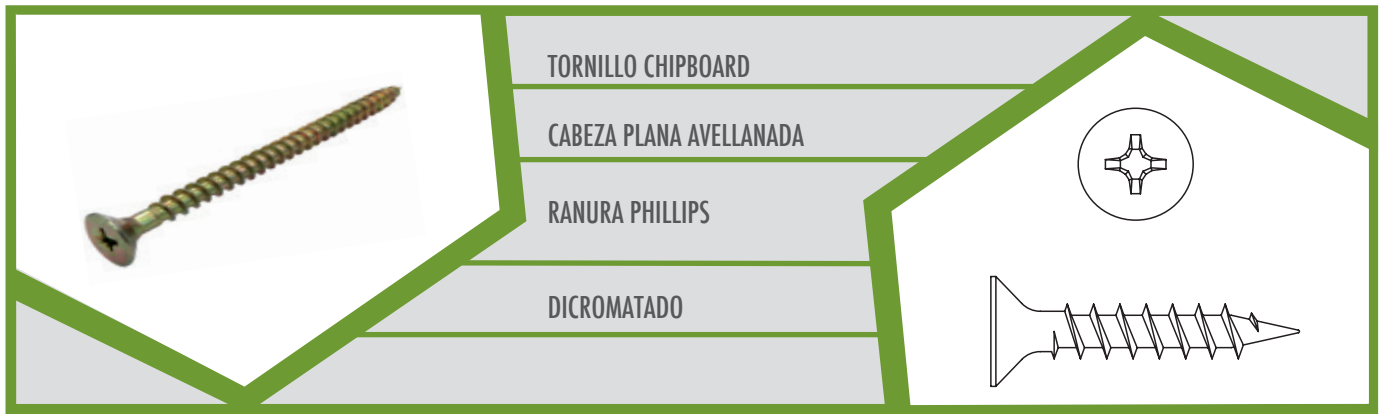 TORNILLO CHIPBOARD
CABEZA PLANA AVELLANADA
RANURA PHILLIPS
DICROMATADO